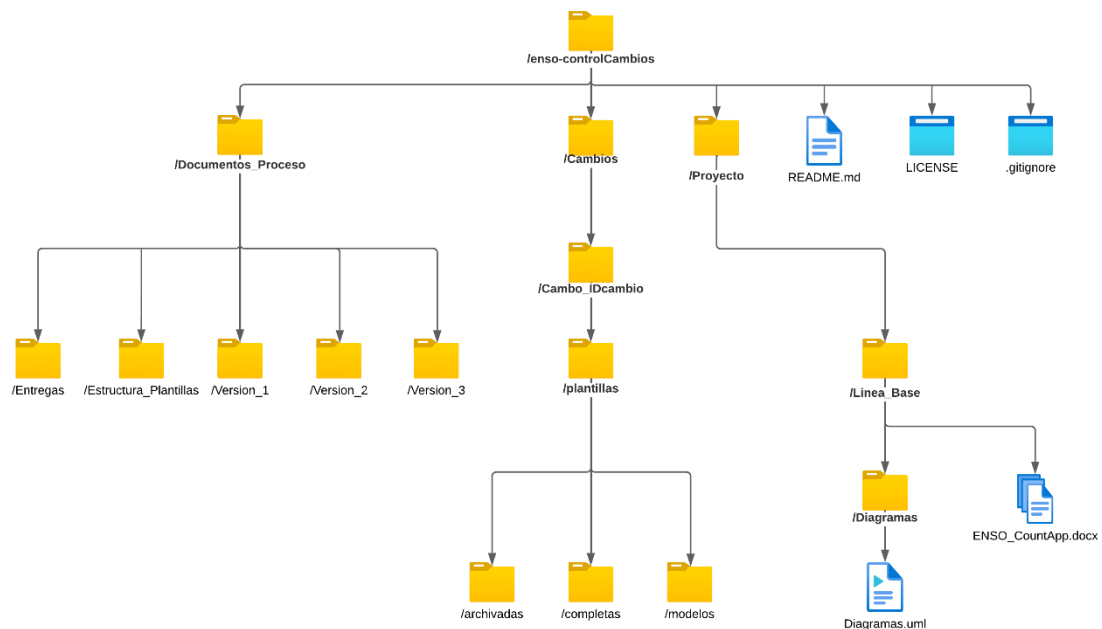 /enso-controlCambios
/Documentos_Proceso
/Cambios
/Proyecto
README.md
LICENSE
.gitignore
/Cambo_IDcambio
/Entregas
/Estructura_Plantillas
/Version_1
/Version_2
/Version_3
/plantillas
/Linea_Base
/Diagramas
ENSO_CountApp.docx
/archivadas
/completas
/modelos
Diagramas.uml